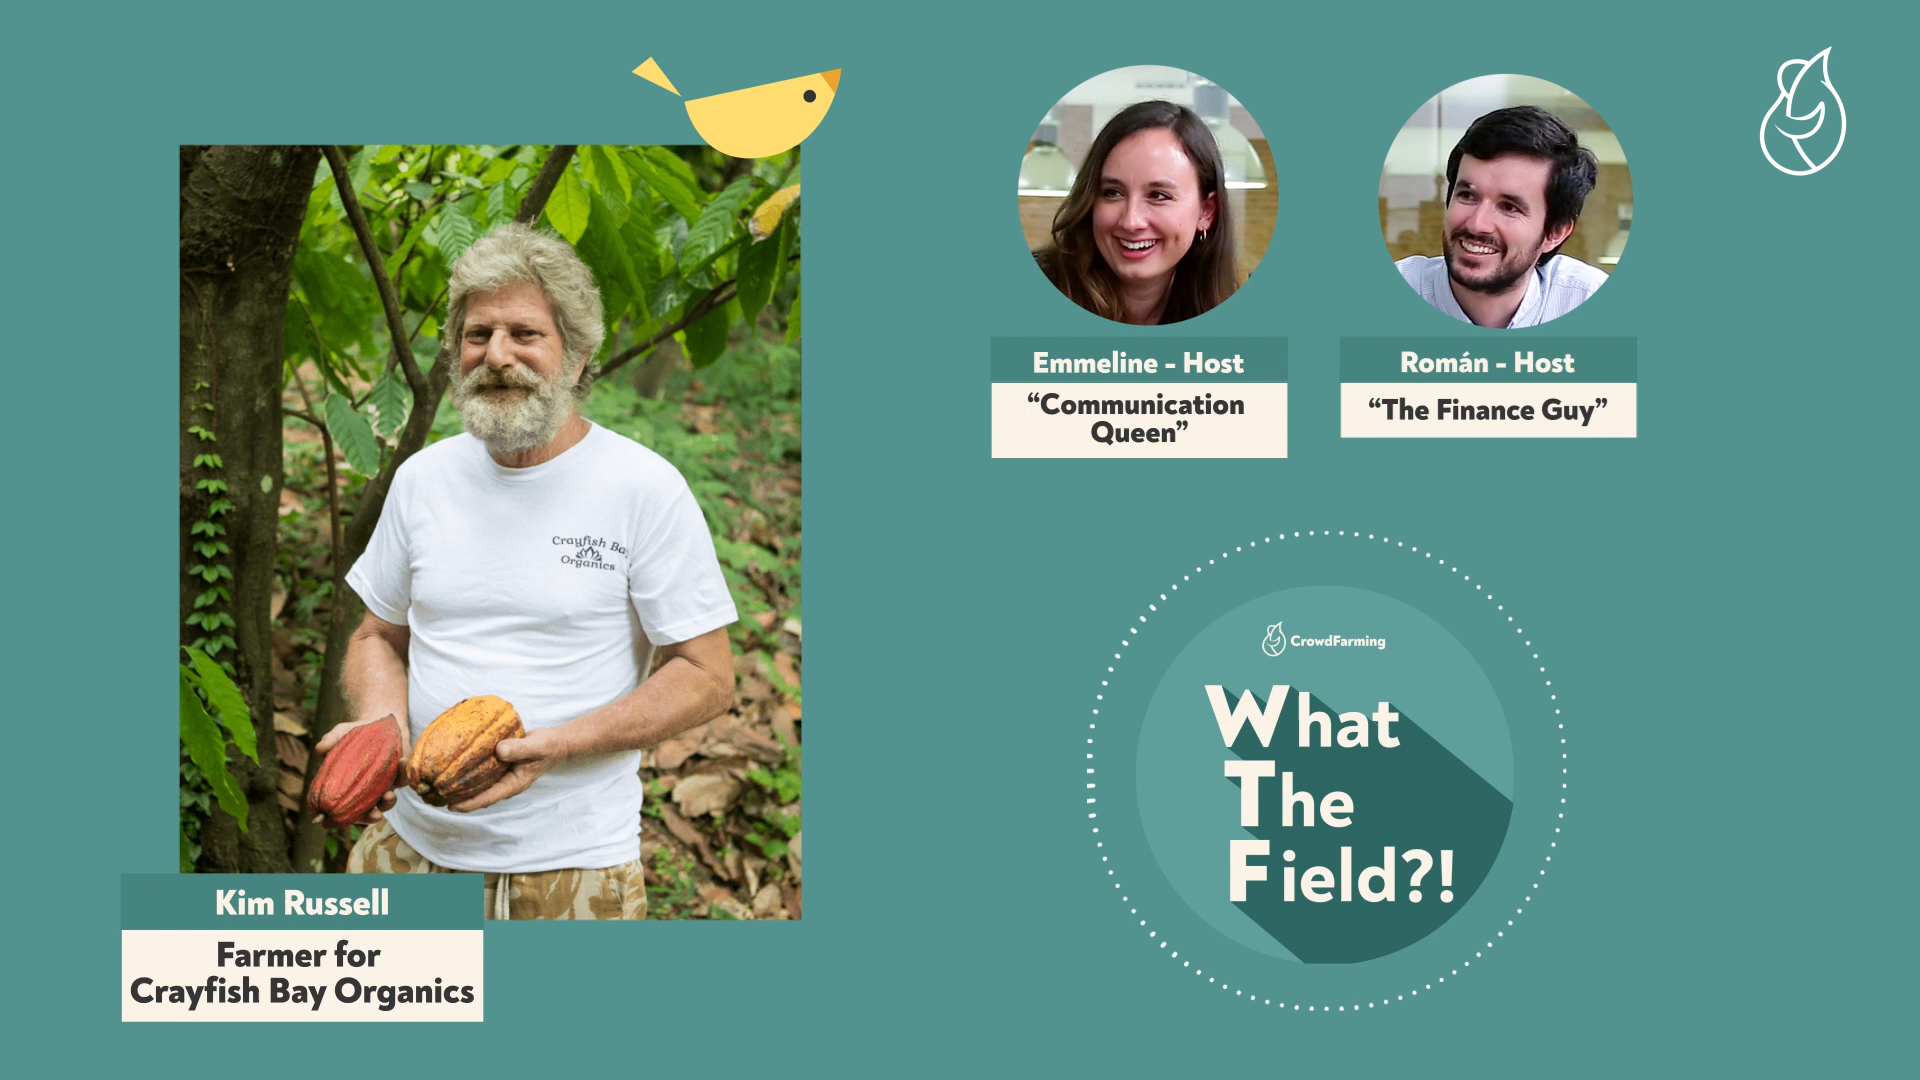 Crayfish Bay
Organics
Kim Russell
Farmer for
Crayfish Bay Organics
Emmeline - Host
“Communication
Queen”
Román - Host
“The Finance Guy”
CrowdFarming
What
The
Field?!